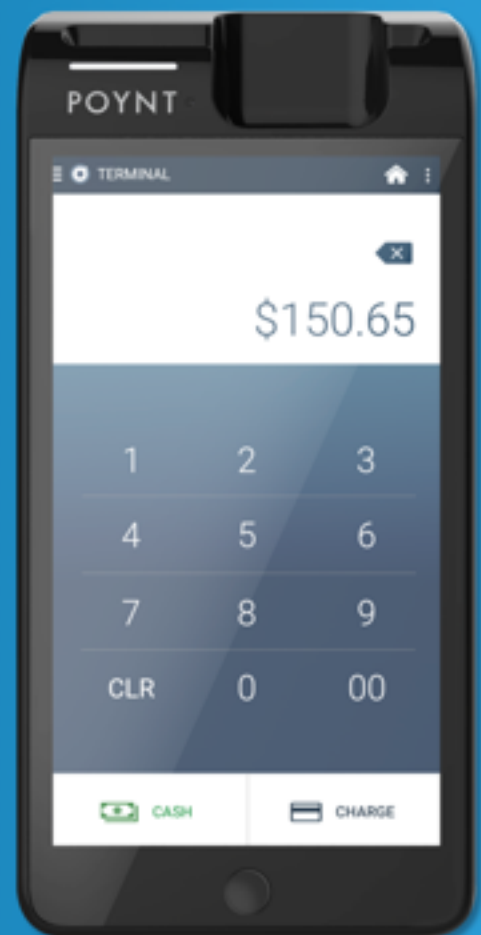 POYNT
TERMINAL
$150.65
1 2 3
4 5 6
7 8 9
CLR 0 00
CASH CHARGE